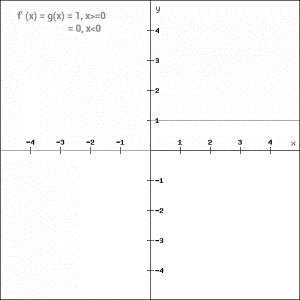 f' (x) = g(x) = 1, x>=0
= 0, x<0
y
4
3
2
1
-4 -3 -2 -1 1 2 3 4 x
-1
-2
-3
-4